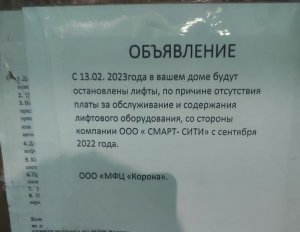 ОБЪЯВЛЕНИЕ
С 13.02. 2023года в вашем доме будут
остановлены лифты, по причине отсутствия
платы за обслуживание и содержания
лифтового оборудования, со стороны
компании ООО « СМАРТ- СИТИ» с сентября
2022 года.
ООО «МФЦ «Корона».